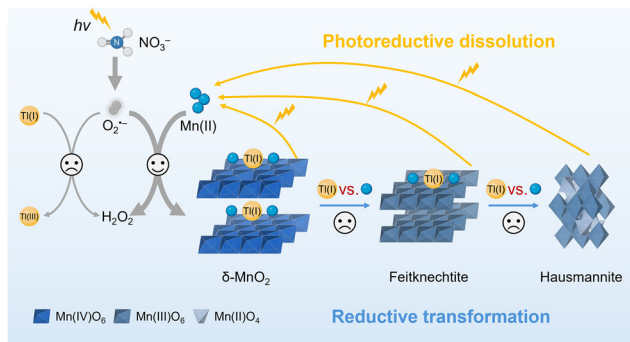 hv
N
NO₃⁻
Photoreductive dissolution
Tl(I)
O₂•⁻
Mn(II)
Tl(I)
Tl(I)
Tl(I) vs.
Tl(I)
Tl(I) vs.
Tl(III)
H₂O₂
δ-MnO₂
Feitknechtite
Hausmannite
Mn(IV)O₆
Mn(III)O₆
Mn(II)O₄
Reductive transformation